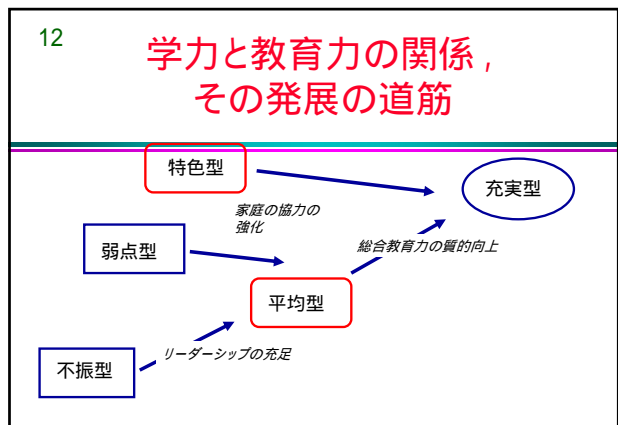 12
学力と教育力の関係，
その発展の道筋
特色型
充実型
家庭の協力の
強化
弱点型
総合教育力の質的向上
平均型
リーダーシップの充足
不振型